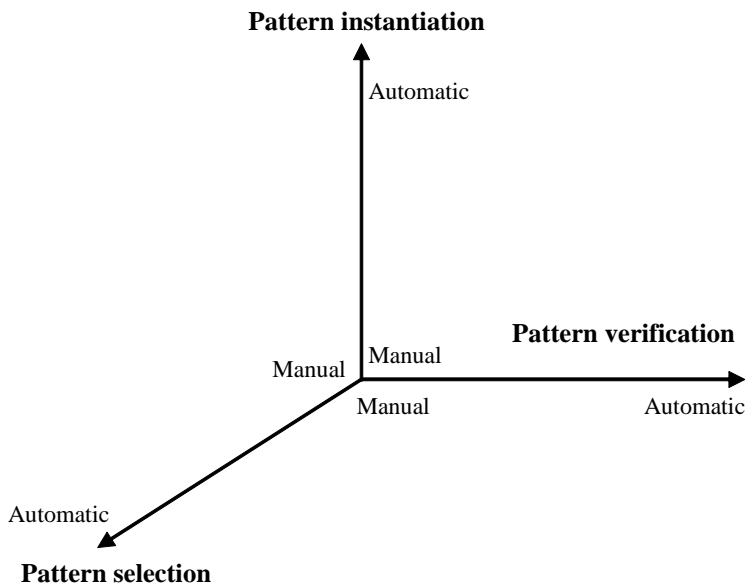 Pattern instantiation
Automatic
Pattern verification
Manual
Manual
Manual
Automatic
Automatic
Pattern selection